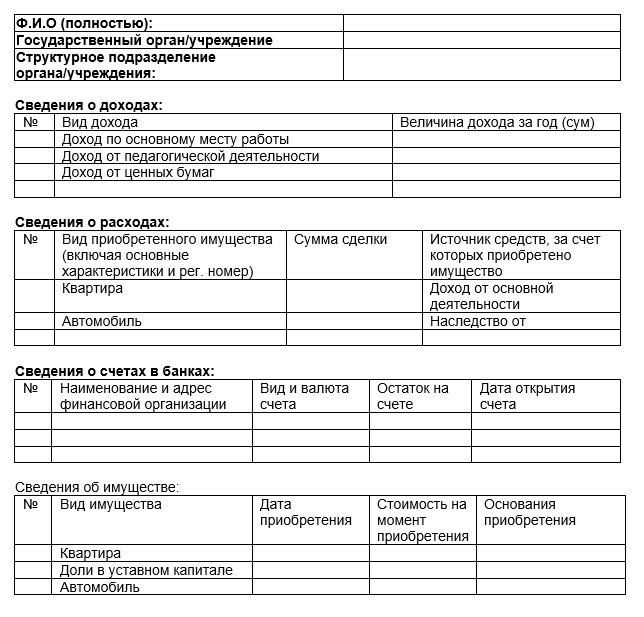 Ф.И.О (полностью):
Государственный орган/учреждение
Структурное подразделение
органа/учреждения:
Сведения о доходах:
№ Вид дохода Величина дохода за год (сум)
Доход по основному месту работы
Доход от педагогической деятельности
Доход от ценных бумаг
Сведения о расходах:
№ Вид приобретенного имущества Сумма сделки Источник средств, за счет
(включая основные которых приобретено
характеристики и рег. номер) имущество
Квартира Доход от основной
деятельности
Автомобиль Наследство от
Сведения о счетах в банках:
№ Наименование и адрес Вид и валюта Остаток на Дата открытия
финансовой организации счета счете счета
Сведения об имуществе:
№ Вид имущества Дата Стоимость на Основания
приобретения момент приобретения
приобретения
Квартира
Доли в уставном капитале
Автомобиль